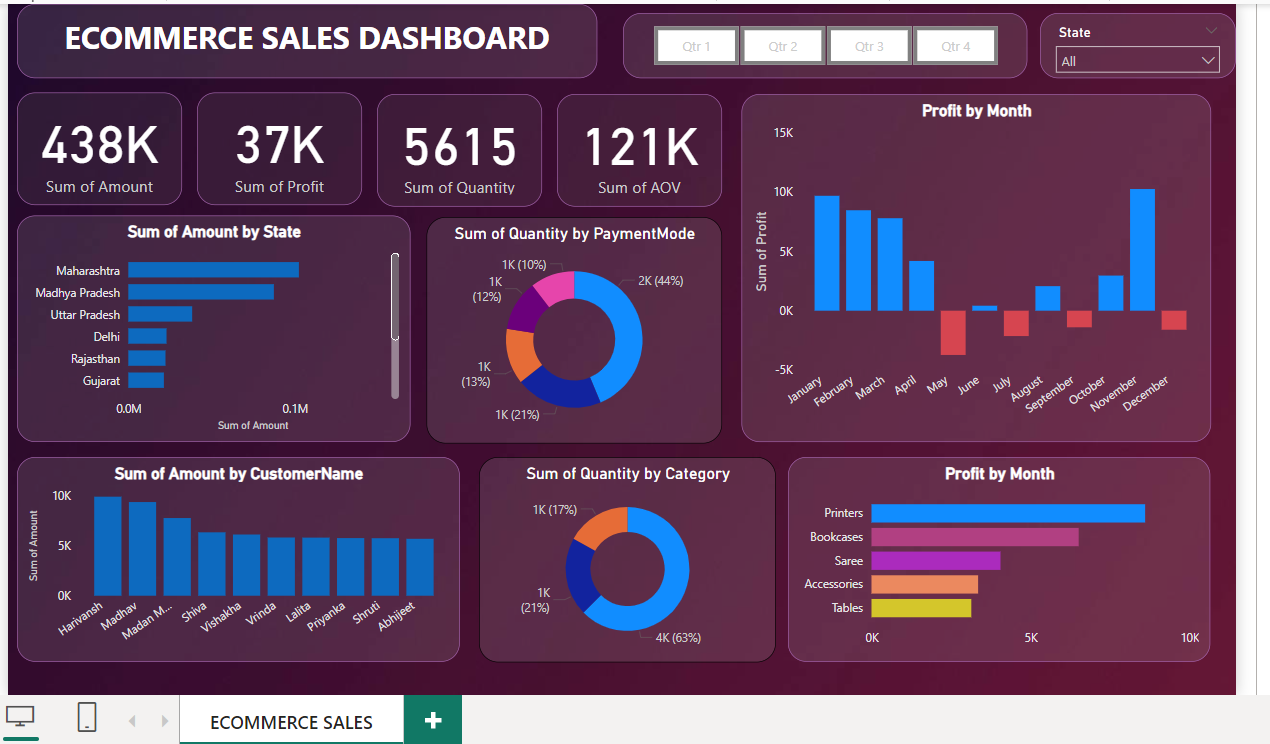 ECOMMERCE SALES DASHBOARD
Qtr 1
Qtr 2
Qtr 3
Qtr 4
State
All
438K
Sum of Amount
37K
Sum of Profit
5615
Sum of Quantity
121K
Sum of AOV
Profit by Month
Sum of Profit
15K
10K
5K
0K
-5K
January
February
March
April
May
June
July
August
September
October
November
December
Sum of Amount by State
Maharashtra
Madhya Pradesh
Uttar Pradesh
Delhi
Rajasthan
Gujarat
0.0M
0.1M
Sum of Amount
Sum of Quantity by PaymentMode
1K (10%)
2K (44%)
1K
(12%)
1K
(13%)
1K (21%)
Sum of Amount by CustomerName
Sum of Amount
10K
5K
0K
Harivansh
Madhav
Madan M...
Shiva
Vishakha
Vrinda
Lalita
Priyanka
Shruti
Abhijeet
Sum of Quantity by Category
1K (17%)
1K
(21%)
4K (63%)
Profit by Month
Printers
Bookcases
Saree
Accessories
Tables
0K
5K
10K
ECOMMERCE SALES
+